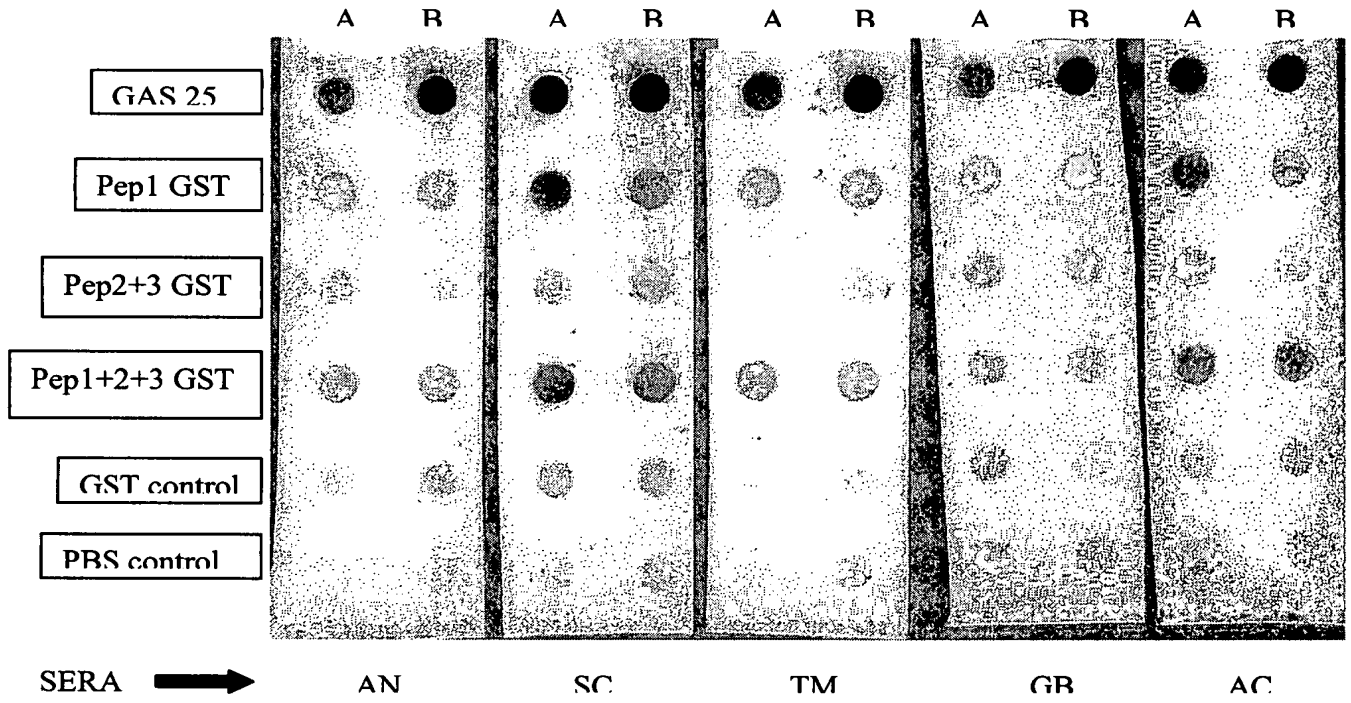 A B A B A B A B A B
GAS 25
Pep1 GST
Pep2+3 GST
Pep1+2+3 GST
GST control
PBS control
SERA AN SC TM GB AC